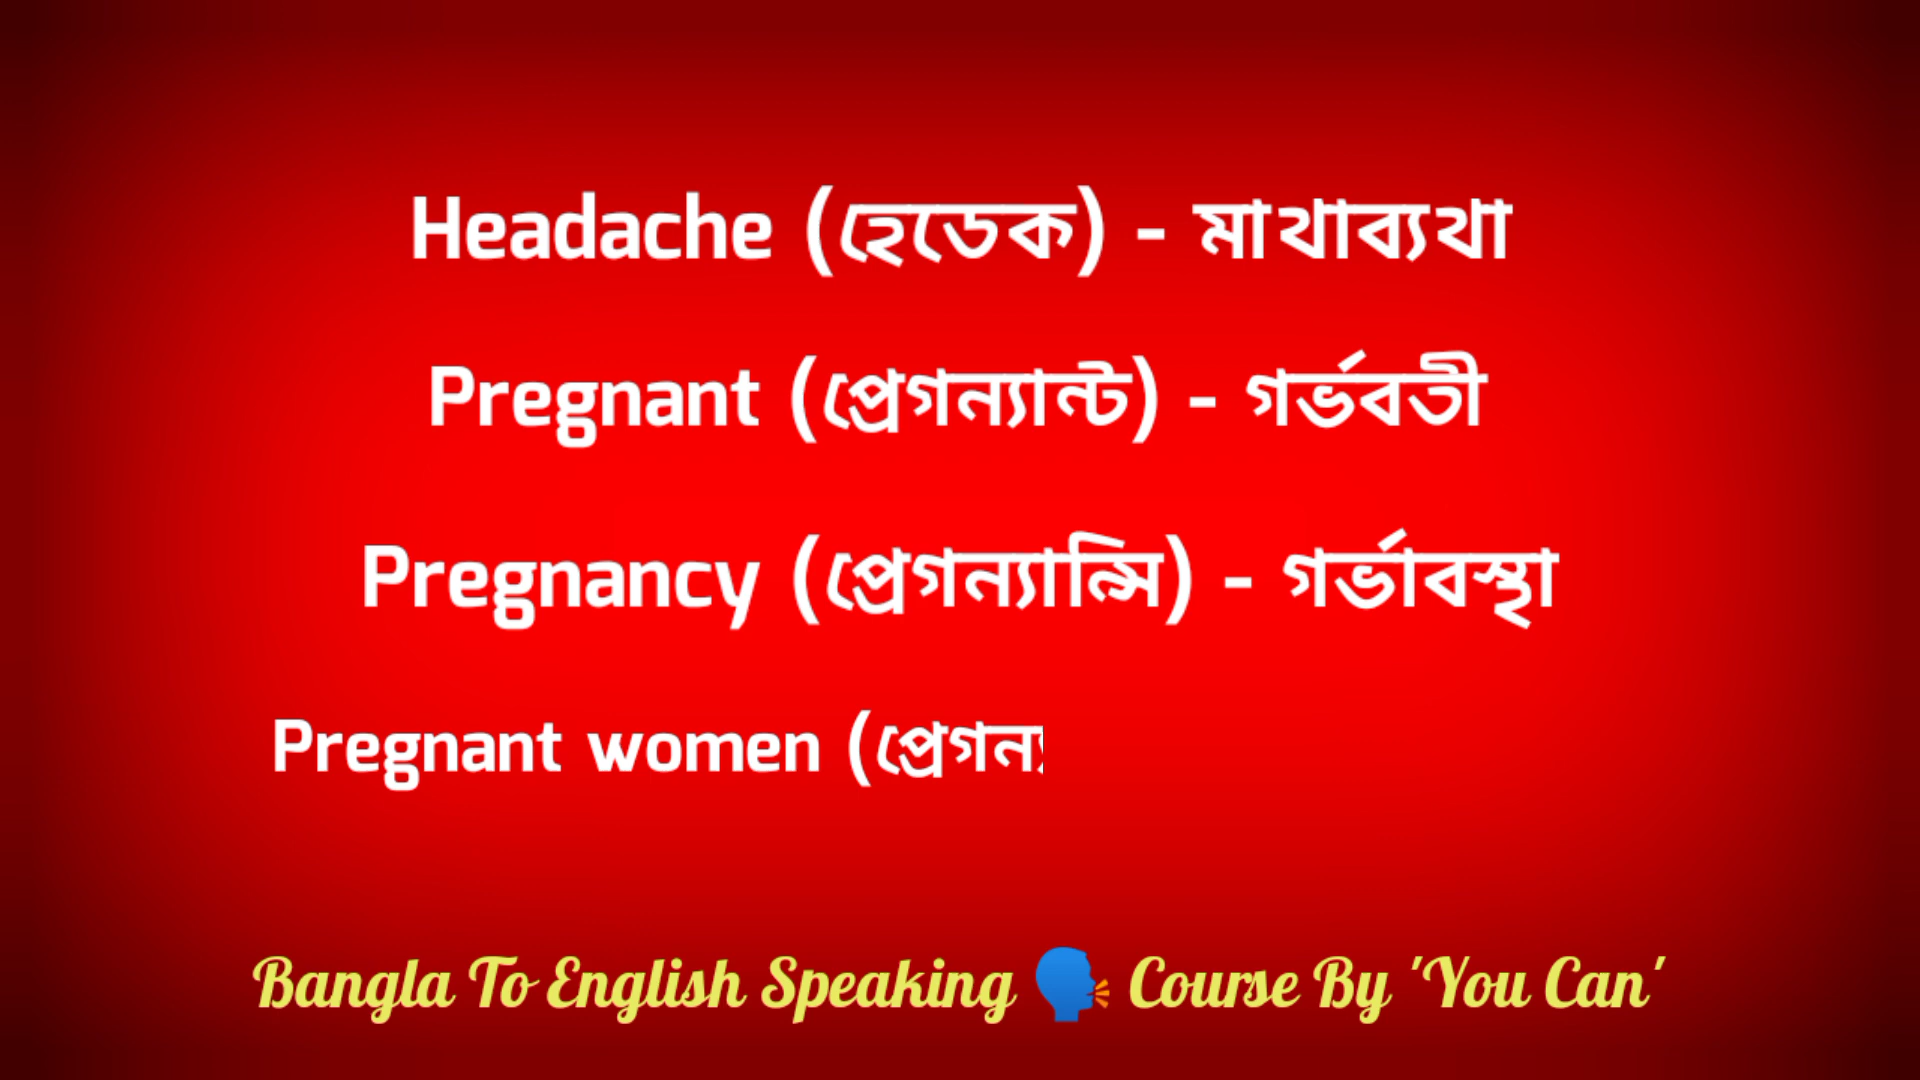 Headache (হেডেক) - মাথাব্যথা
Pregnant (প্রেগন্যান্ট) - গর্ভবতী
Pregnancy (প্রেগন্যান্সি) - গর্ভাবস্থা
Pregnant women (প্রেগন্য
Bangla To English Speaking 🗣 Course By 'You Can'